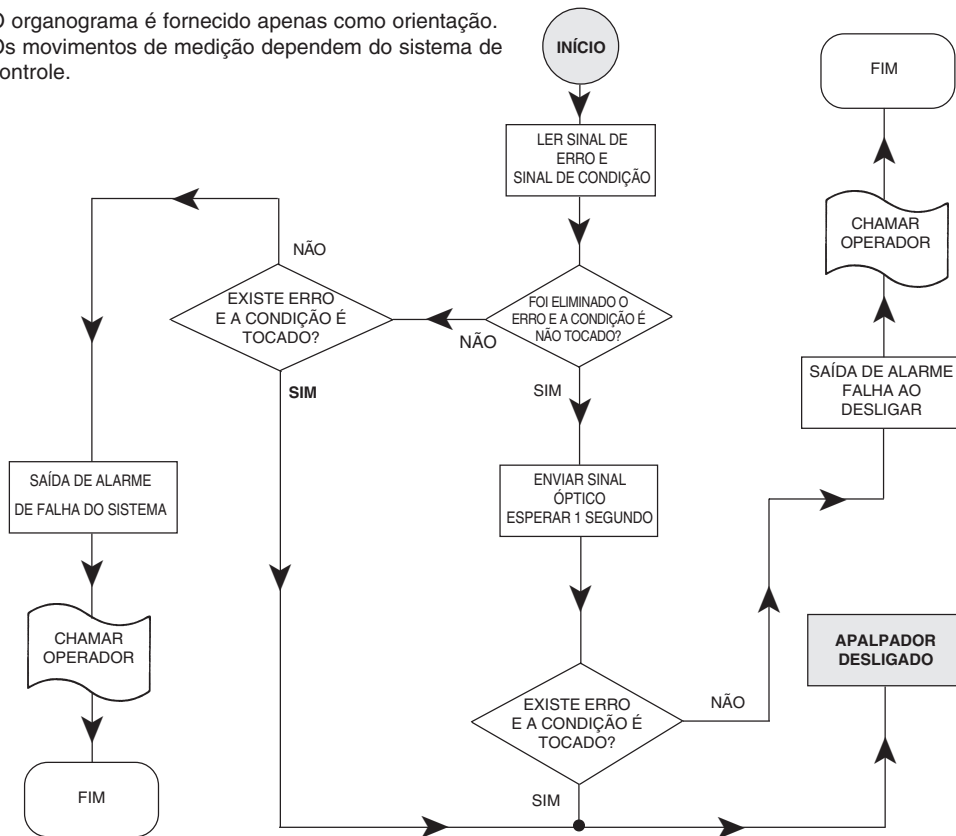 O organograma é fornecido apenas como orientação.
Os movimentos de medição dependem do sistema de
controle.
INÍCIO
FIM
LER SINAL DE
ERRO E
SINAL DE CONDIÇÃO
CHAMAR
OPERADOR
NÃO
EXISTE ERRO
E A CONDIÇÃO É
TOCADO?
FOI ELIMINADO O
ERRO E A CONDIÇÃO É
NÃO TOCADO?
NÃO
SIM
SIM
SAÍDA DE ALARME
FALHA AO
DESLIGAR
SAÍDA DE ALARME
DE FALHA DO SISTEMA
ENVIAR SINAL
ÓPTICO
ESPERAR 1 SEGUNDO
CHAMAR
OPERADOR
APALPADOR
DESLIGADO
EXISTE ERRO
E A CONDIÇÃO É
TOCADO?
NÃO
FIM
SIM